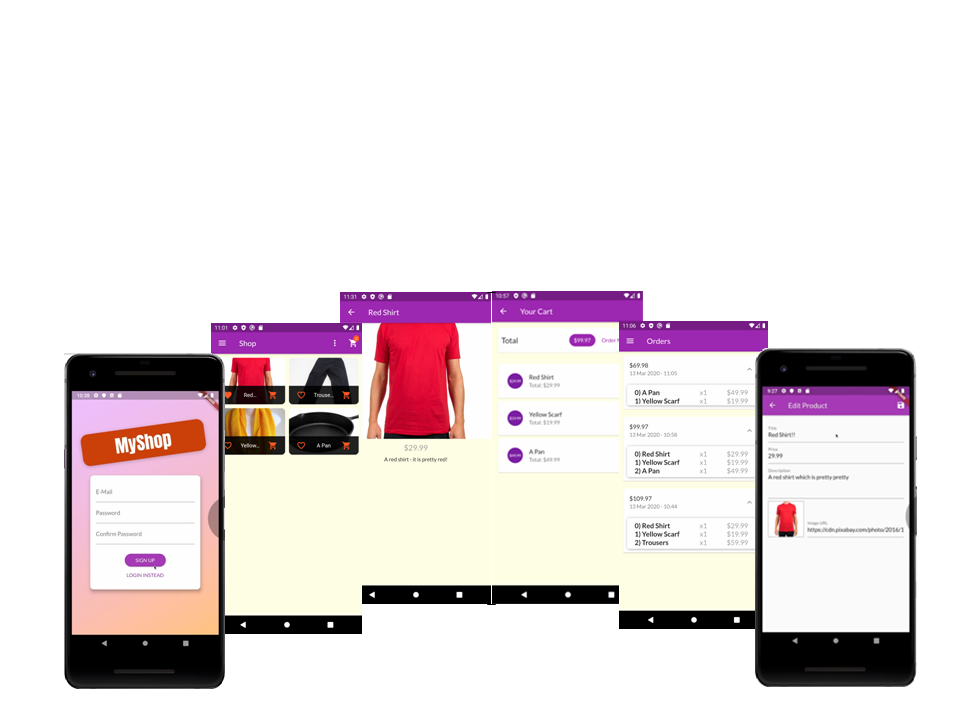 10:38
MyShop
E-Mail
Password
Confirm Password
SIGN UP
LOGIN INSTEAD
11:01
Shop
Red...
Trouse...
Yellow...
A Pan
11:31
Red Shirt
$29.99
A red shirt - it is pretty red!
10:57
Your Cart
Total
$99.97
Order
Red Shirt
Total: $29.99
Yellow Scarf
Total: $19.99
A Pan
Total: $49.99
11:06
Orders
$69.98
13 Mar 2020 - 11:05
0) A Pan x1 $49.99
1) Yellow Scarf x1 $19.99
$99.97
13 Mar 2020 - 10:58
0) Red Shirt x1 $29.99
1) Yellow Scarf x1 $19.99
2) A Pan x1 $49.99
$109.97
13 Mar 2020 - 10:44
0) Red Shirt x1 $29.99
1) Yellow Scarf x1 $19.99
2) Trousers x1 $59.99
9:27
Edit Product
Title
Red Shirt!!
Price
29.99
Description
A red shirt which is pretty pretty
Image URL
https://cdn.pixabay.com/photo/2016/1